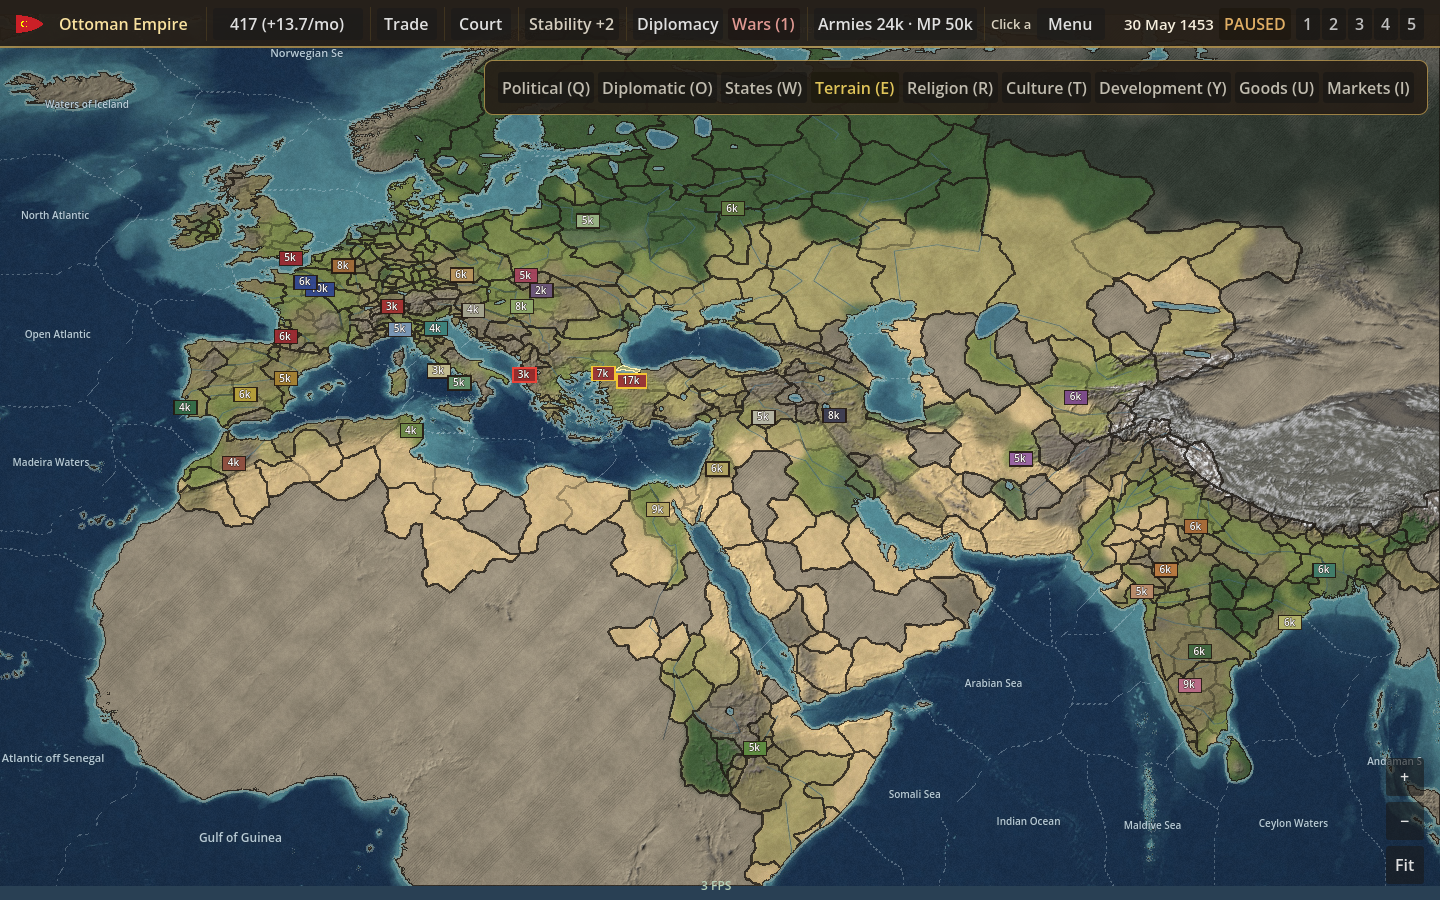 Ottoman Empire 417 (+13.7/mo) Trade Court Stability +2 Diplomacy Wars (1) Armies 24k · MP 50k Click a Menu 30 May 1453 PAUSED 1 2 3 4 5
Norwegian Se
Political (Q) Diplomatic (O) States (W) Terrain (E) Religion (R) Culture (T) Development (Y) Goods (U) Markets (I)
Waters of Iceland
6k
North Atlantic
5k
5k
8k
6k
5k
6k
2k
3k
4k
8k
Open Atlantic
6k
5k
4k
3k
5k
3k
7k
17k
5k
6k
6k
4k
5k
8k
4k
Madeira Waters
4k
6k
5k
9k
6k
6k
6k
5k
6k
6k
Arabian Sea
9k
5k
Atlantic off Senegal
Andaman S
+
Somali Sea
Indian Ocean
Maldive Sea
Ceylon Waters
−
Gulf of Guinea
Fit
3 FPS